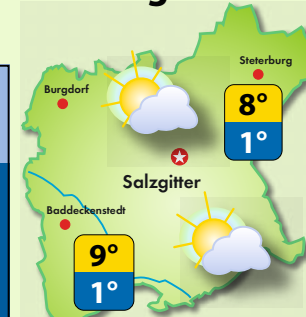 Steterburg
Burgdorf
8°
1°
Salzgitter
Baddeckenstedt
9°
1°